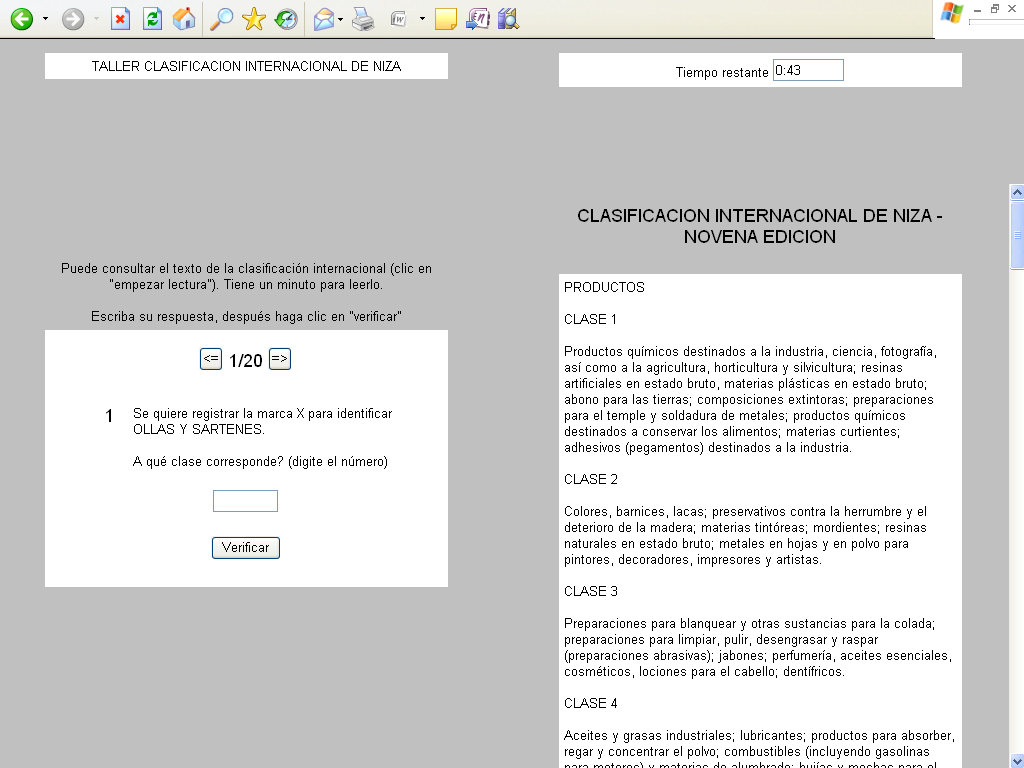 TALLER CLASIFICACION INTERNACIONAL DE NIZA
Tiempo restante 0:43
Puede consultar el texto de la clasificación internacional (clic en
"empezar lectura"). Tiene un minuto para leerlo.
Escriba su respuesta, después haga clic en "verificar"
<= 1/20 =>
1 Se quiere registrar la marca X para identificar
OLLAS Y SARTENES.
A qué clase corresponde? (digite el número)
Verificar
CLASIFICACION INTERNACIONAL DE NIZA -
NOVENA EDICION
PRODUCTOS
CLASE 1
Productos químicos destinados a la industria, ciencia, fotografía,
así como a la agricultura, horticultura y silvicultura; resinas
artificiales en estado bruto, materias plásticas en estado bruto;
abono para las tierras; composiciones extintoras; preparaciones
para el temple y soldadura de metales; productos químicos
destinados a conservar los alimentos; materias curtientes;
adhesivos (pegamentos) destinados a la industria.
CLASE 2
Colores, barnices, lacas; preservativos contra la herrumbre y el
deterioro de la madera; materias tintóreas; mordientes; resinas
naturales en estado bruto; metales en hojas y en polvo para
pintores, decoradores, impresores y artistas.
CLASE 3
Preparaciones para blanquear y otras sustancias para la colada;
preparaciones para limpiar, pulir, desengrasar y raspar
(preparaciones abrasivas); jabones; perfumería, aceites esenciales,
cosméticos, lociones para el cabello; dentífricos.
CLASE 4
Aceites y grasas industriales; lubricantes; productos para absorber,
regar y concentrar el polvo; combustibles (incluyendo gasolinas
para motores) y materias de alumbrado; bujías y mechas para el